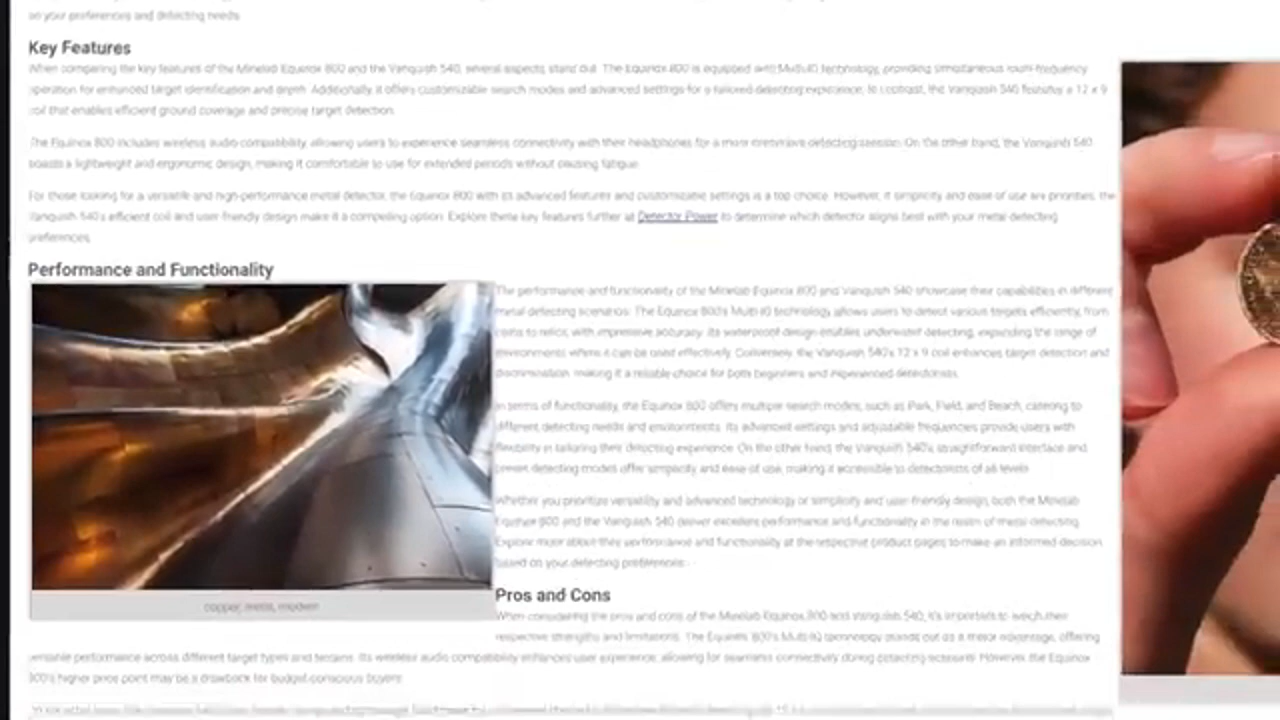 on your preferences and detecting needs.
Key Features
When comparing the key features of the Minelab Equinox 800 and the Vanquish 540, several aspects stand out. The Equinox 800 is equipped with Multi-IQ technology, providing simultaneous multi-frequency
operation for enhanced target identification and depth. Additionally, it offers customizable search modes and advanced settings for a tailored detecting experience. In contrast, the Vanquish 540 features a 12 x 9
coil that enables efficient ground coverage and precise target detection.
The Equinox 800 includes wireless audio compatibility, allowing users to experience seamless connectivity with their headphones for a more immersive detecting session. On the other hand, the Vanquish 540
boasts a lightweight and ergonomic design, making it comfortable to use for extended periods without causing fatigue.
For those looking for a versatile and high-performance metal detector, the Equinox 800 with its advanced features and customizable settings is a top choice. However, if simplicity and ease of use are priorities, the
Vanquish 540's efficient coil and user-friendly design make it a compelling option. Explore these key features further at Detector Power to determine which detector aligns best with your metal detecting
preferences.
Performance and Functionality
The performance and functionality of the Minelab Equinox 800 and Vanquish 540 showcase their capabilities in different
metal detecting scenarios. The Equinox 800's Multi-IQ technology allows users to detect various targets efficiently, from
coins to relics, with impressive accuracy. Its waterproof design enables underwater detecting, expanding the range of
environments where it can be used effectively. Conversely, the Vanquish 540's 12 x 9 coil enhances target detection and
discrimination, making it a reliable choice for both beginners and experienced detectorists.
In terms of functionality, the Equinox 800 offers multiple search modes, such as Park, Field, and Beach, catering to
different detecting needs and environments. Its advanced settings and adjustable frequencies provide users with
flexibility in tailoring their detecting experience. On the other hand, the Vanquish 540's straightforward interface and
preset detecting modes offer simplicity and ease of use, making it accessible to detectorists of all levels.
Whether you prioritize versatility and advanced technology or simplicity and user-friendly design, both the Minelab
Equinox 800 and the Vanquish 540 deliver excellent performance and functionality in the realm of metal detecting.
Explore more about their performance and functionality at the respective product pages to make an informed decision
based on your detecting preferences.
copper, metal, modern
Pros and Cons
When considering the pros and cons of the Minelab Equinox 800 and Vanquish 540, it's important to weigh their
respective strengths and limitations. The Equinox 800's Multi-IQ technology stands out as a major advantage, offering
versatile performance across different target types and terrains. Its wireless audio compatibility enhances user experience, allowing for seamless connectivity during detecting sessions. However, the Equinox
800's higher price point may be a drawback for budget-conscious buyers.